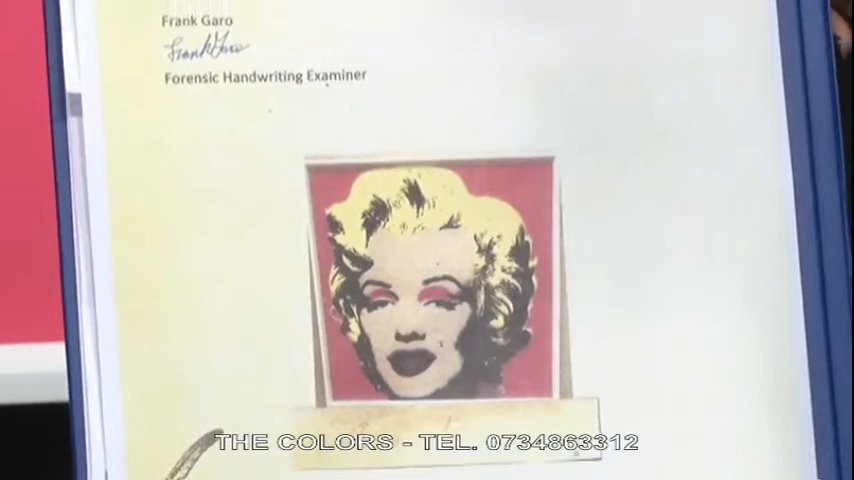 Frank Garo
Frank Garo
Forensic Handwriting Examiner
THE COLORS - TEL. 0734863312